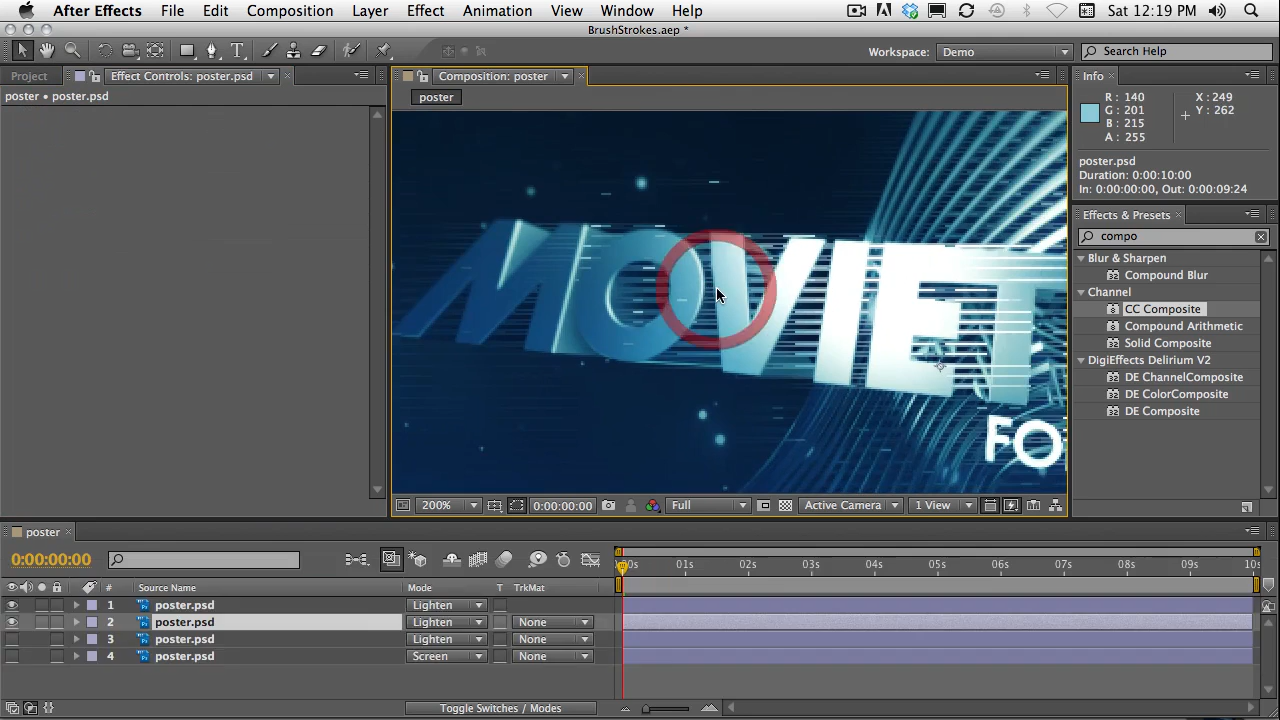 After Effects File Edit Composition Layer Effect Animation View Window Help Sat 12:19 PM
BrushStrokes.aep *
Workspace: Demo Search Help
Project Effect Controls: poster.psd Composition: poster Info
poster • poster.psd
poster
R : 140 X : 249
G : 201 Y : 262
B : 215
A : 255
poster.psd
Duration: 0:00:10:00
In: 0:00:00:00, Out: 0:00:09:24
Effects & Presets
compo
Blur & Sharpen
Compound Blur
Channel
CC Composite
Compound Arithmetic
Solid Composite
DigiEffects Delirium V2
DE ChannelComposite
DE ColorComposite
DE Composite
MOVIET
FO
200% 0:00:00:00 Full Active Camera 1 View
poster
0:00:00:00
:00s 01s 02s 03s 04s 05s 06s 07s 08s 09s 10s
# Source Name Mode T TrkMat
1 poster.psd Lighten
2 poster.psd Lighten None
3 poster.psd Lighten None
4 poster.psd Screen None
Toggle Switches / Modes